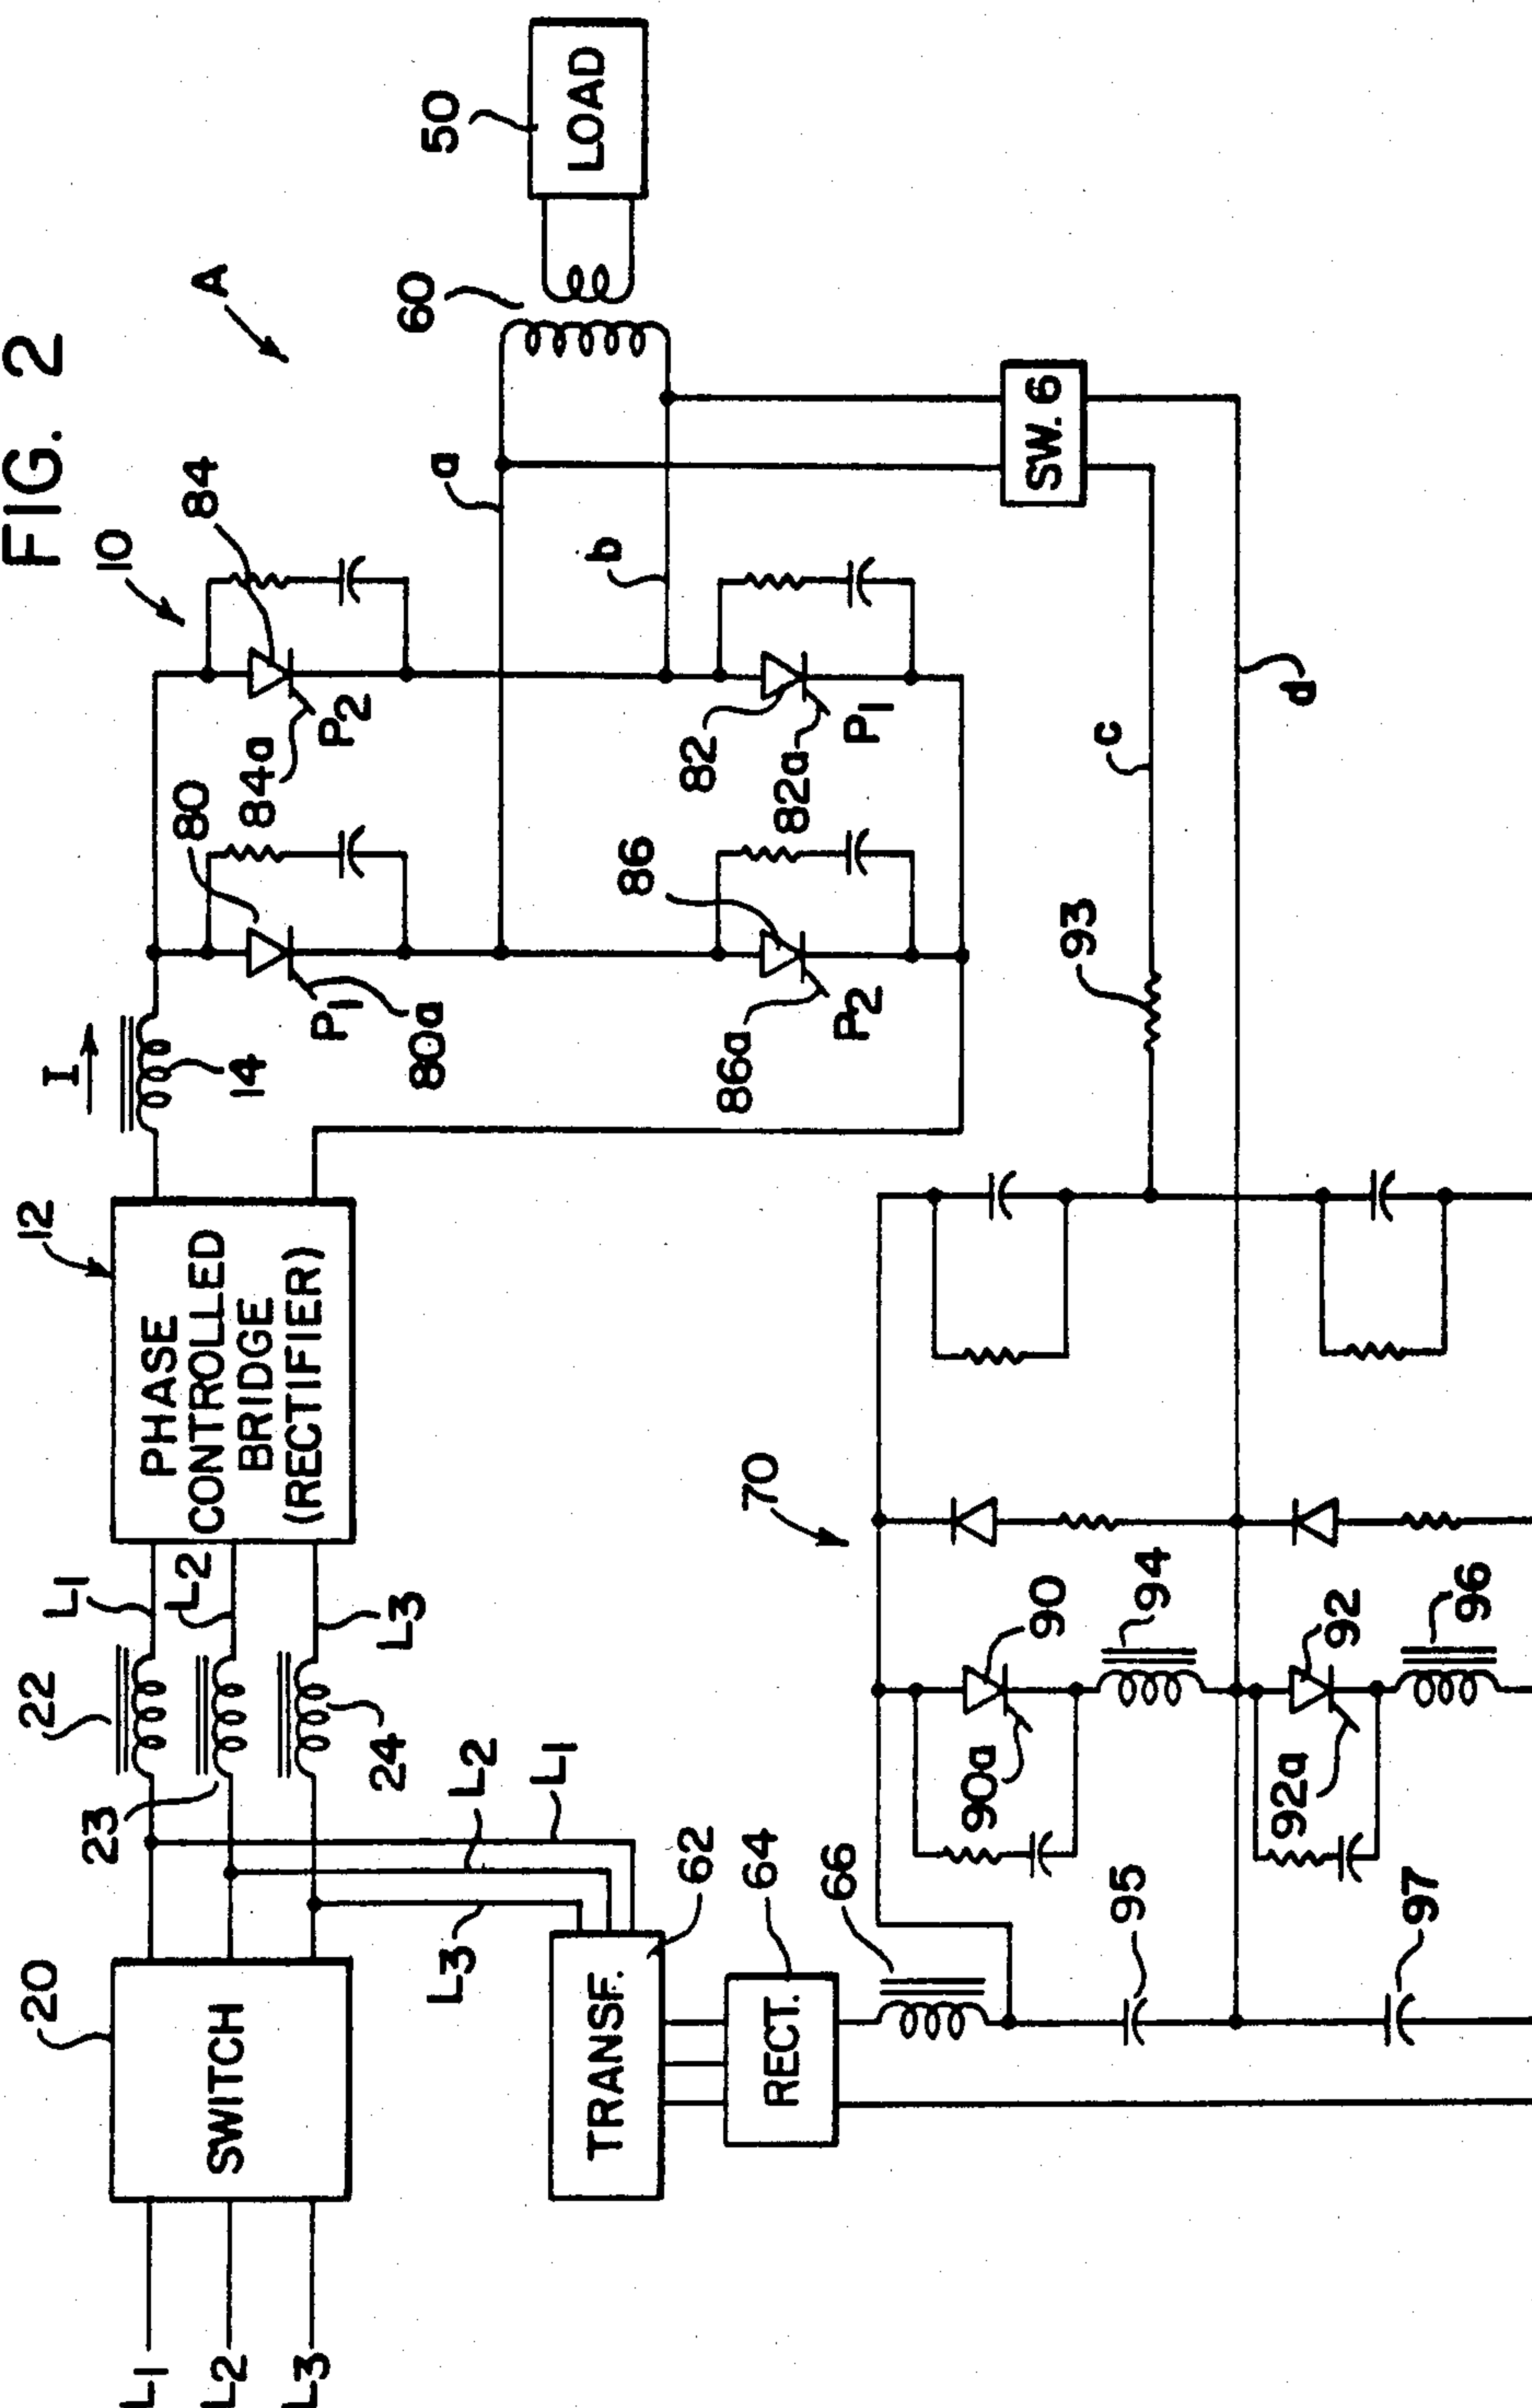 FIG. 2
A
10
12
I
14
L1
L2
L3
20
SWITCH
22
23
24
L1
L2
L3
PHASE
CONTROLLED
BRIDGE
(RECTIFIER)
80
80a
P1
84
84a
P2
86
86a
P2
82
82a
P1
a
b
60
50
LOAD
L1
L2
L3
TRANSF.
62
RECT.
64
66
70
90
90a
94
92
92a
96
95
97
93
c
d
SW. 6